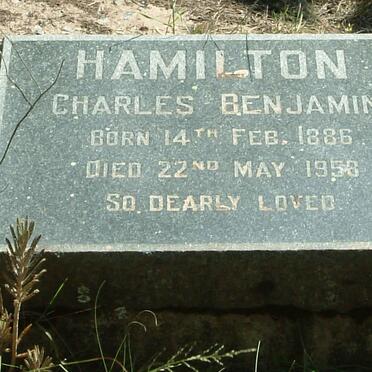 HAMILTON
CHARLES BENJAMIN
BORN 14TH FEB. 1886
DIED 22ND MAY 1958
SO DEARLY LOVED